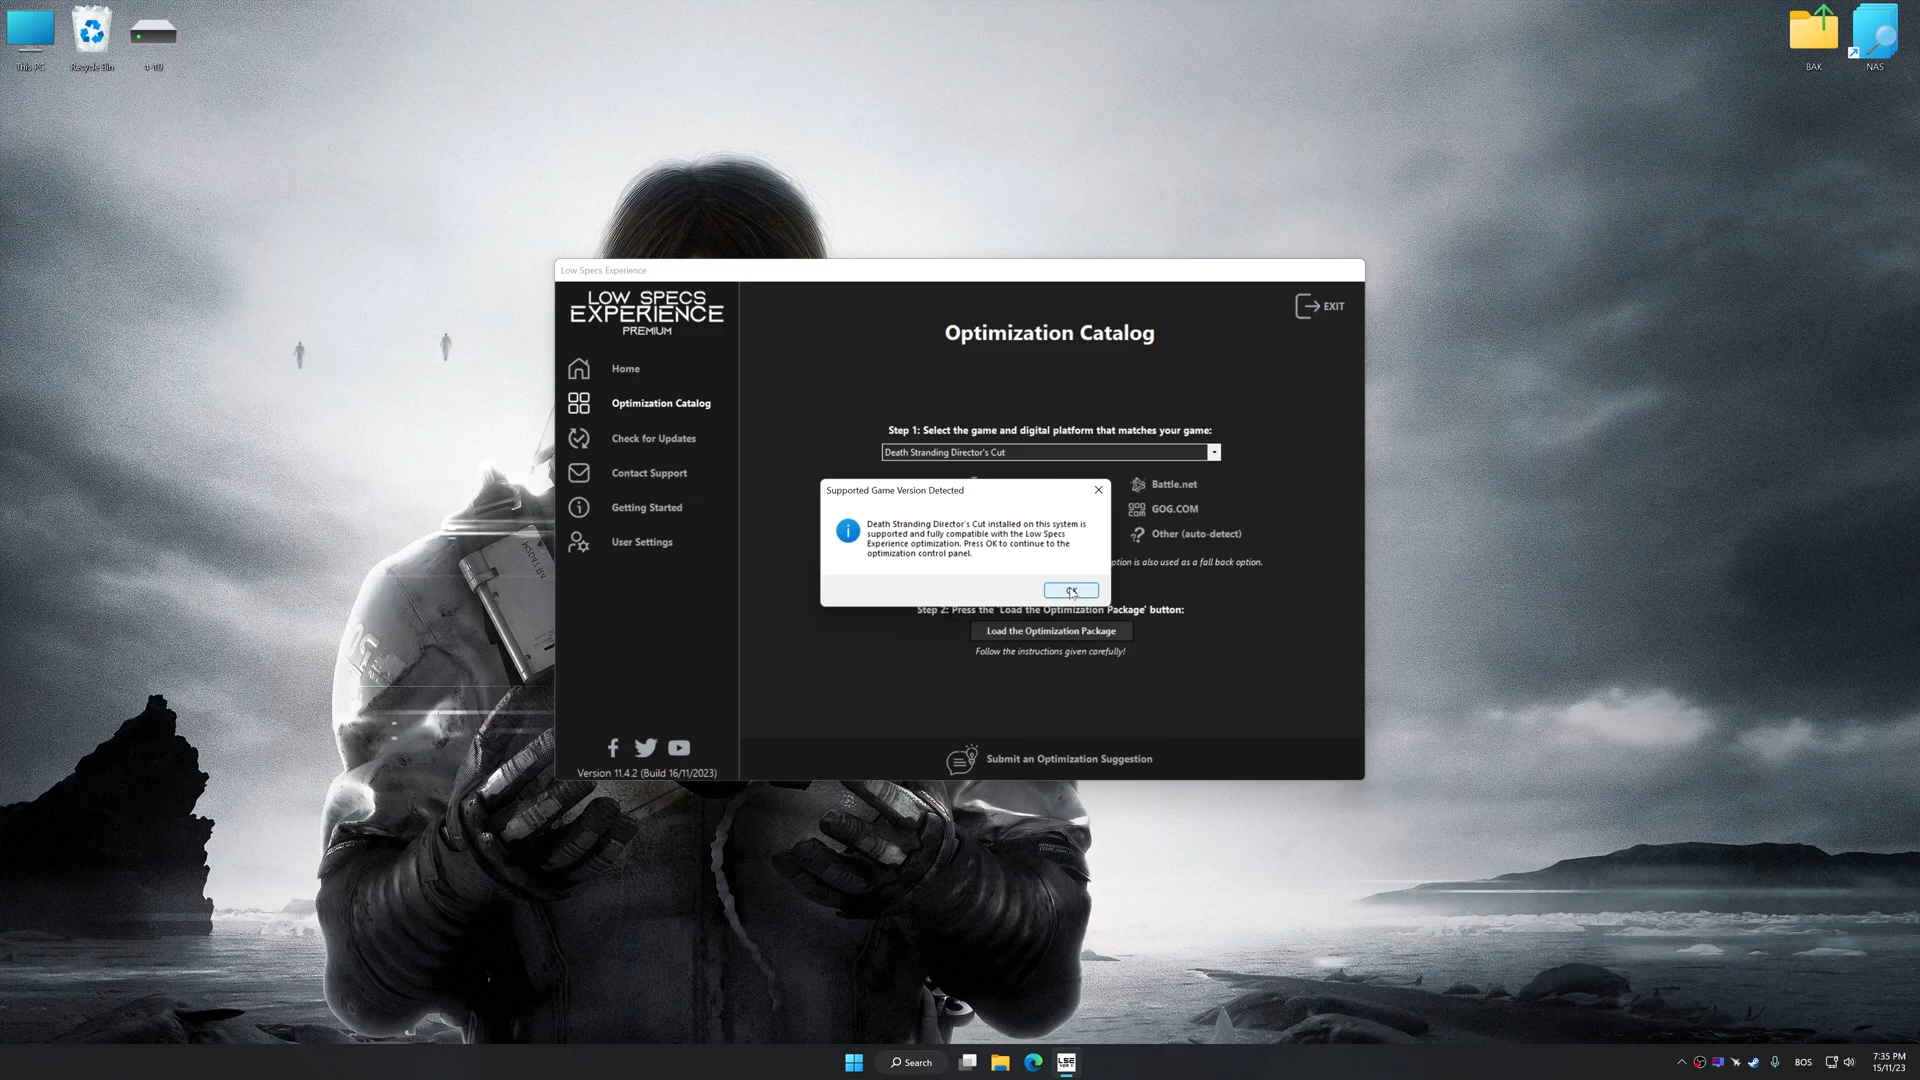 This PC
Recycle Bin
4-10
BAK
NAS
Low Specs Experience
LOW SPECS
EXPERIENCE
PREMIUM
Home
Optimization Catalog
Check for Updates
Contact Support
Getting Started
User Settings
Version 11.4.2 (Build 16/11/2023)
EXIT
Optimization Catalog
Step 1: Select the game and digital platform that matches your game:
Death Stranding Director's Cut
Battle.net
GOG.COM
Other (auto-detect)
option is also used as a fall back option.
Supported Game Version Detected
Death Stranding Director's Cut installed on this system is
supported and fully compatible with the Low Specs
Experience optimization. Press OK to continue to the
optimization control panel.
OK
Step 2: Press the 'Load the Optimization Package' button:
Load the Optimization Package
Follow the instructions given carefully!
Submit an Optimization Suggestion
Search
BOS
7:35 PM
15/11/23